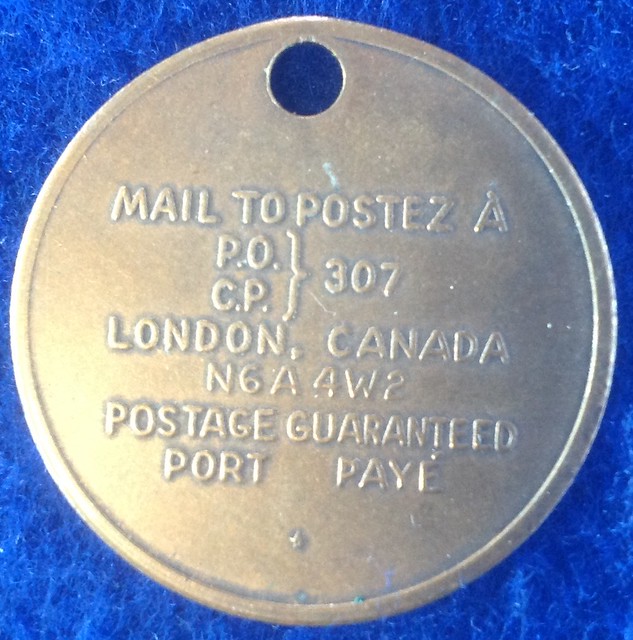 MAIL TO POSTEZ À
P.O. } 307
C.P.
LONDON, CANADA
N6A 4W2
POSTAGE GUARANTEED
PORT PAYÉ